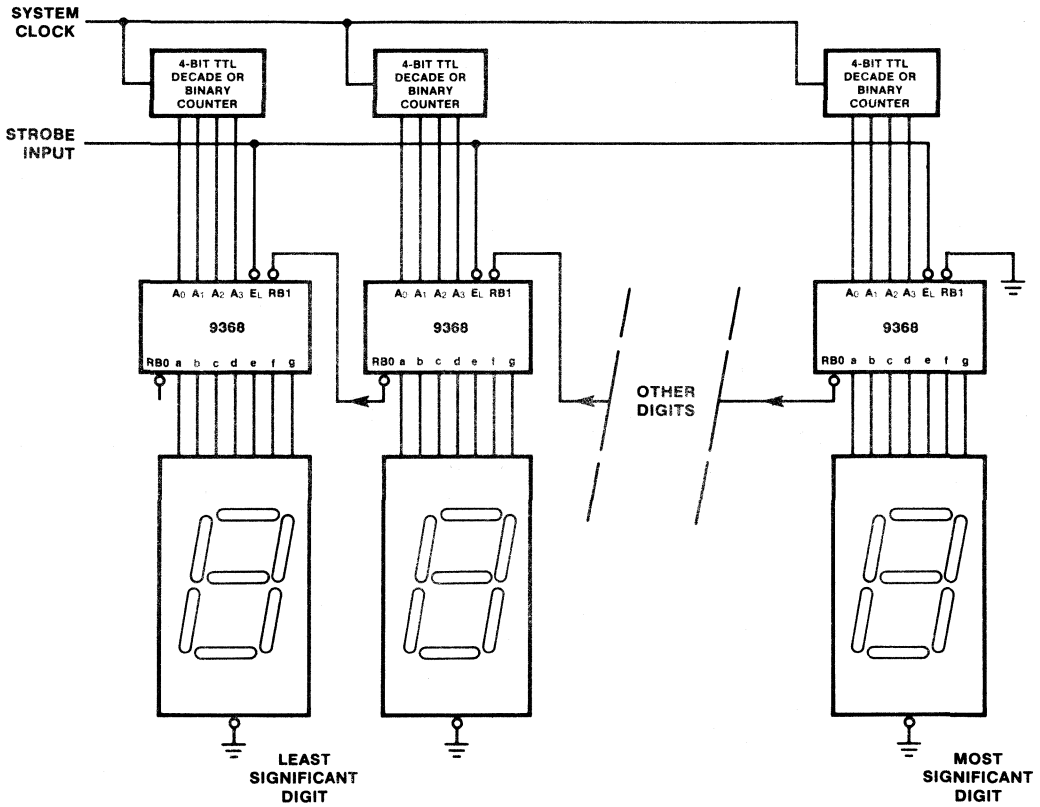 SYSTEM
CLOCK
4-BIT TTL
DECADE OR
BINARY
COUNTER
4-BIT TTL
DECADE OR
BINARY
COUNTER
4-BIT TTL
DECADE OR
BINARY
COUNTER
STROBE
INPUT
A0 A1 A2 A3 EL RB1
9368
RB0 a b c d e f g
A0 A1 A2 A3 EL RB1
9368
RB0 a b c d e f g
OTHER
DIGITS
A0 A1 A2 A3 EL RB1
9368
RB0 a b c d e f g
LEAST
SIGNIFICANT
DIGIT
MOST
SIGNIFICANT
DIGIT